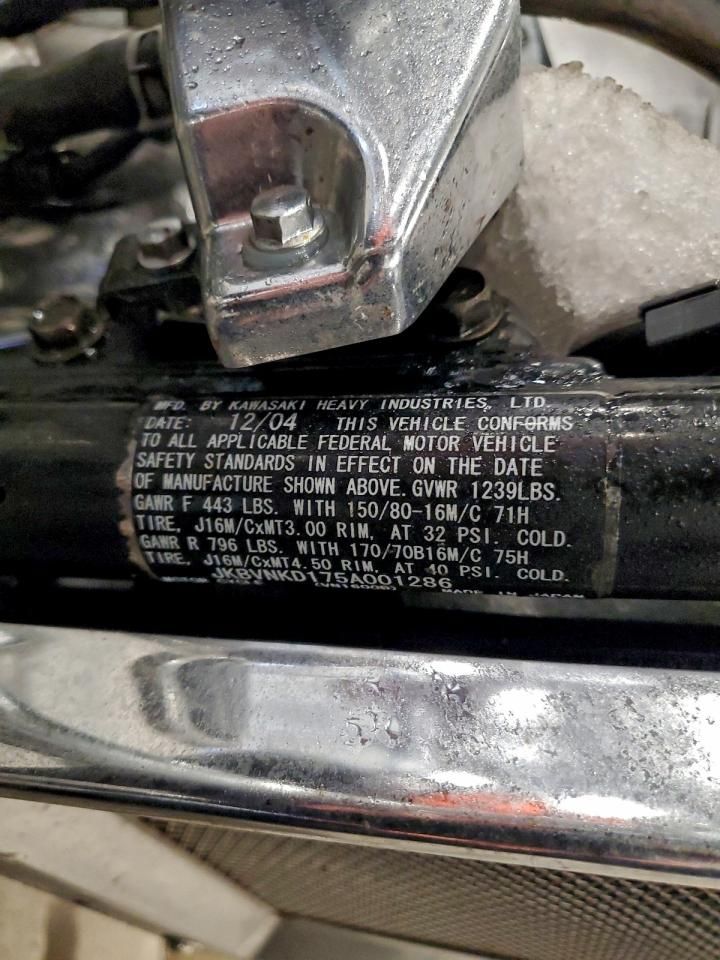 MFD. BY KAWASAKI HEAVY INDUSTRIES, LTD.
DATE: 12/04 THIS VEHICLE CONFORMS
TO ALL APPLICABLE FEDERAL MOTOR VEHICLE
SAFETY STANDARDS IN EFFECT ON THE DATE
OF MANUFACTURE SHOWN ABOVE. GVWR 1239LBS.
GAWR F 443 LBS. WITH 150/80-16M/C 71H
TIRE, J16M/CxMT3.00 RIM, AT 32 PSI. COLD.
GAWR R 796 LBS. WITH 170/70B16M/C 75H
TIRE, J16M/CxMT4.50 RIM, AT 40 PSI. COLD.
JKBVNKD175A001286
MADE IN JAPAN